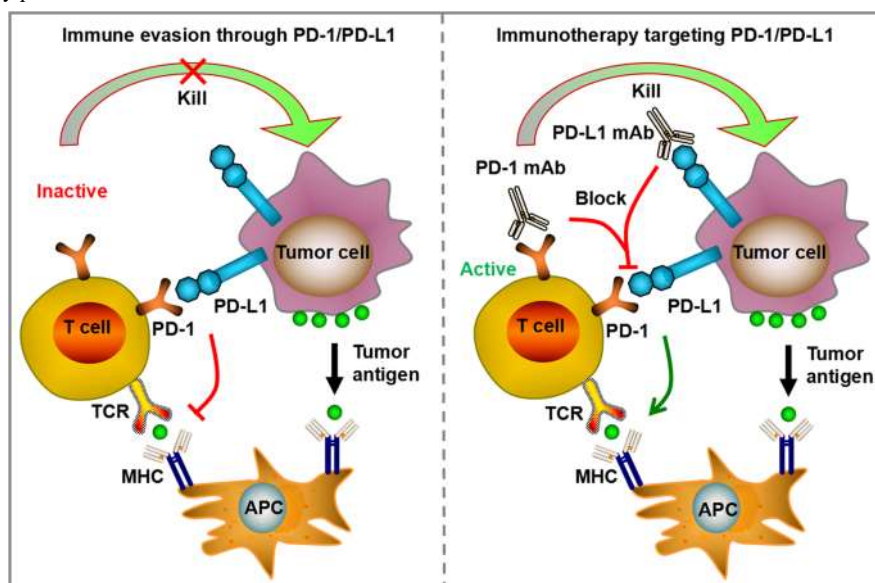 Immune evasion through PD-1/PD-L1
Kill
Inactive
Tumor cell
PD-L1
T cell
PD-1
Tumor
antigen
TCR
MHC
APC
Immunotherapy targeting PD-1/PD-L1
Kill
PD-L1 mAb
PD-1 mAb
Block
Tumor cell
Active
PD-L1
T cell
PD-1
Tumor
antigen
TCR
MHC
APC